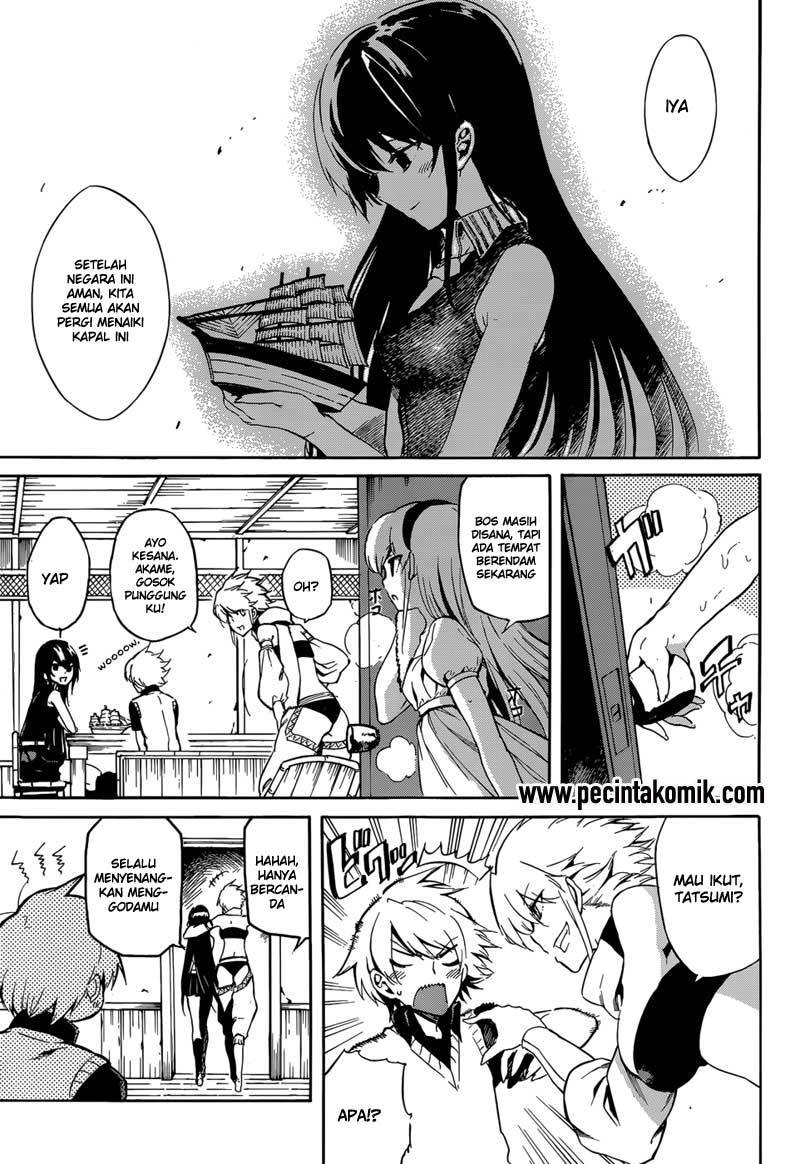 IYA
SETELAH
NEGARA INI
AMAN, KITA
SEMUA AKAN
PERGI MENAIKI
KAPAL INI
BOS MASIH
DISANA, TAPI
ADA TEMPAT
BERENDAM
SEKARANG
OH?
AYO
KESANA.
AKAME,
GOSOK
PUNGGUNG
KU!
YAP
WOOOOW.
www.pecintakomik.com
MAU IKUT,
TATSUMI?
APA!?
HAHAH,
HANYA
BERCAN-
DA
SELALU
MENYENANG-
KAN MENG-
GODAMU